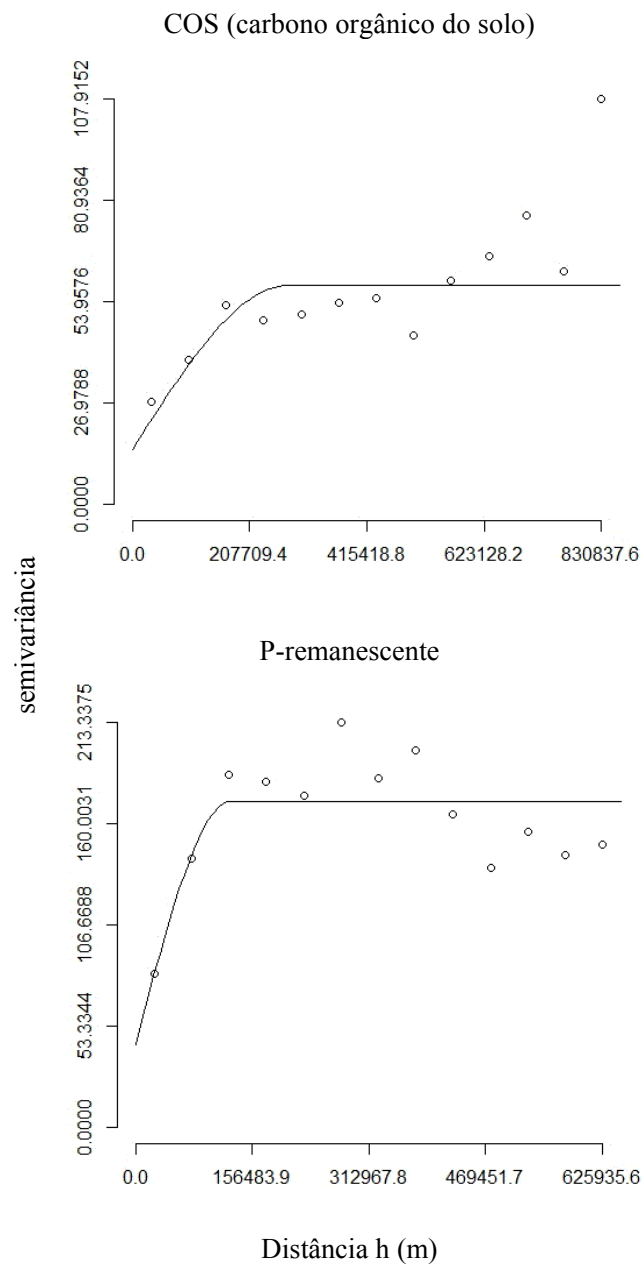 COS (carbono orgânico do solo)
107.9152
80.9364
53.9576
26.9788
0.0000
0.0 207709.4 415418.8 623128.2 830837.6
semivariância
P-remanescente
213.3375
160.0031
106.6688
53.3344
0.0000
0.0 156483.9 312967.8 469451.7 625935.6
Distância h (m)